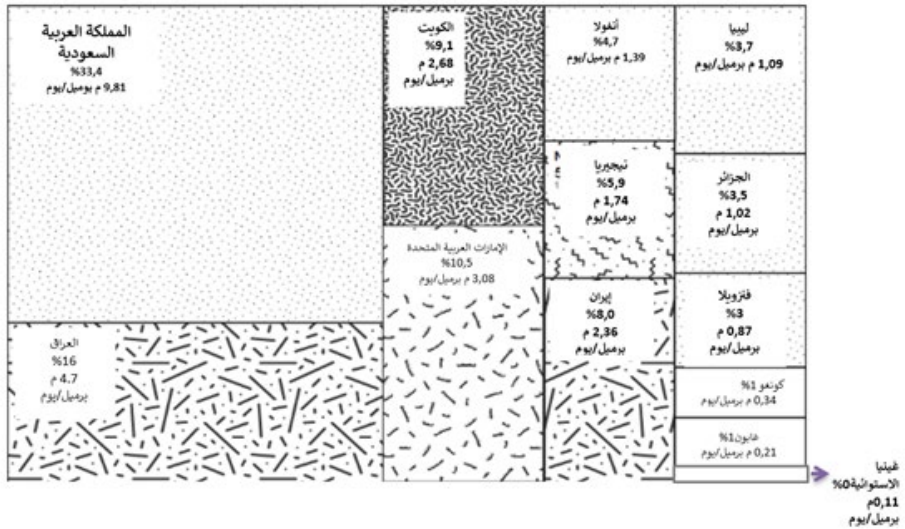 المملكة العربية
السعودية
%33,4
9,81 م يوميل/يوم
الكويت
%9,1
2,68 م
برميل/يوم
أنغولا
%4,7
1,39 م برميل/يوم
ليبيا
%3,7
1,09 م برميل/يوم
نيجيريا
%5,9
1,74 م
برميل/يوم
الجزائر
%3,5
1,02 م
برميل/يوم
الإمارات العربية المتحدة
%10,5
3,08 م برميل/يوم
إيران
%8,0
2,36 م
برميل/يوم
فنزويلا
%3
0,87 م
برميل/يوم
العراق
%16
4.7 م
برميل/يوم
كونغو 1%
0,34 م برميل/يوم
غابون1%
0,21 م برميل/يوم
غينيا
الاستوائية0%
0,11م
برميل/يوم